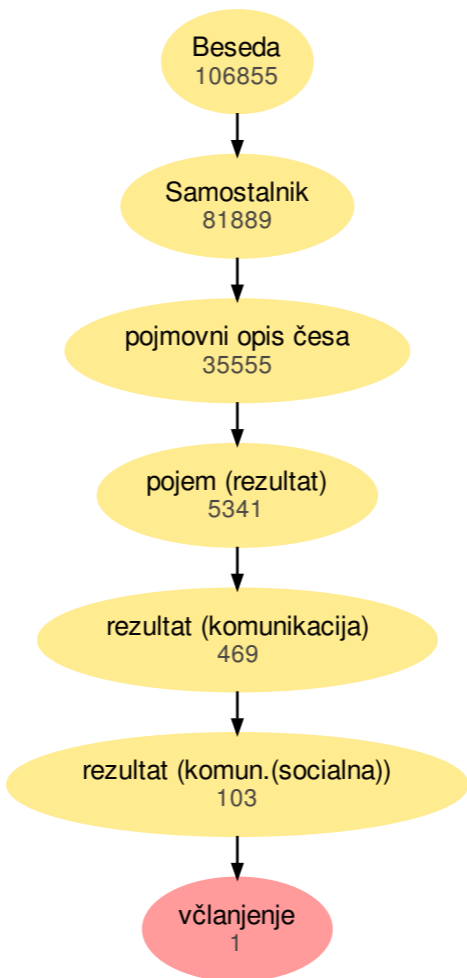 Beseda
106855
Samostalnik
81889
pojmovni opis česa
35555
pojem (rezultat)
5341
rezultat (komunikacija)
469
rezultat (komun.(socialna))
103
včlanjenje
1